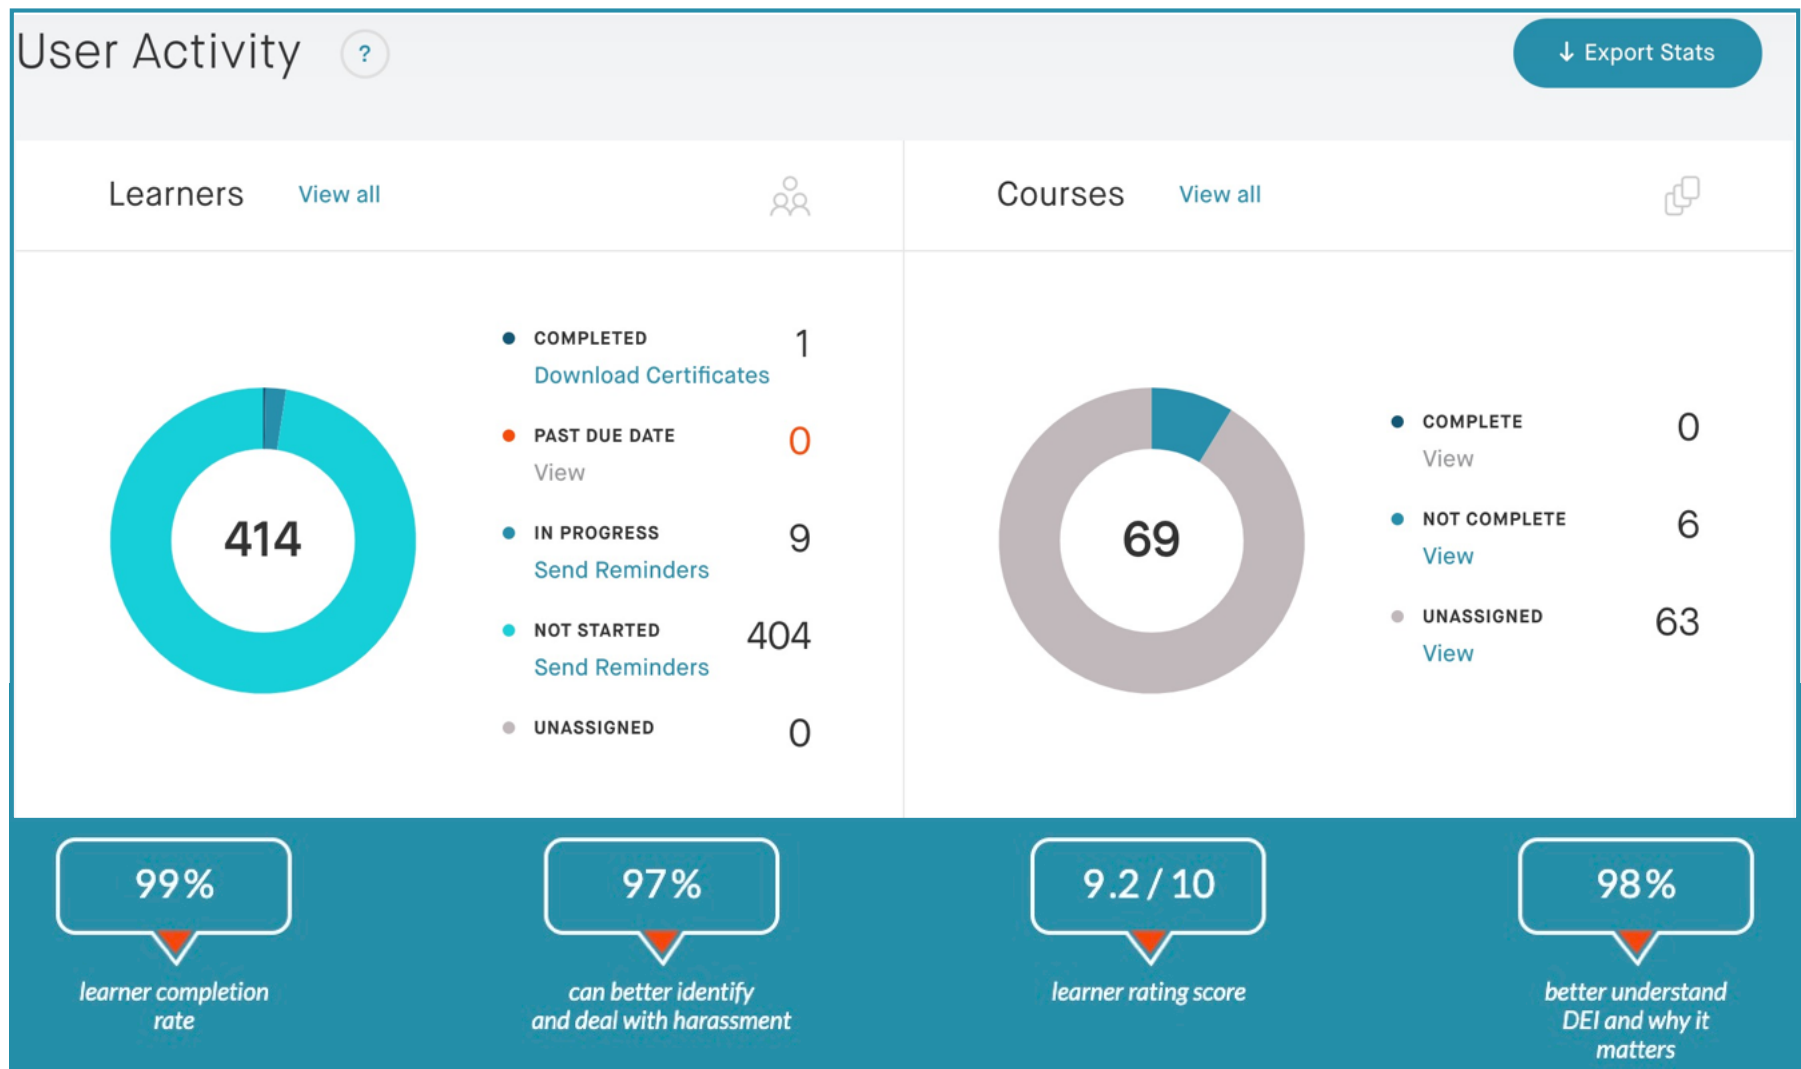 User Activity ?
↓ Export Stats
Learners View all
Courses View all
414
COMPLETED 1
Download Certificates
PAST DUE DATE 0
View
IN PROGRESS 9
Send Reminders
NOT STARTED 404
Send Reminders
UNASSIGNED 0
69
COMPLETE 0
View
NOT COMPLETE 6
View
UNASSIGNED 63
View
99%
learner completion
rate
97%
can better identify
and deal with harassment
9.2 / 10
learner rating score
98%
better understand
DEI and why it
matters